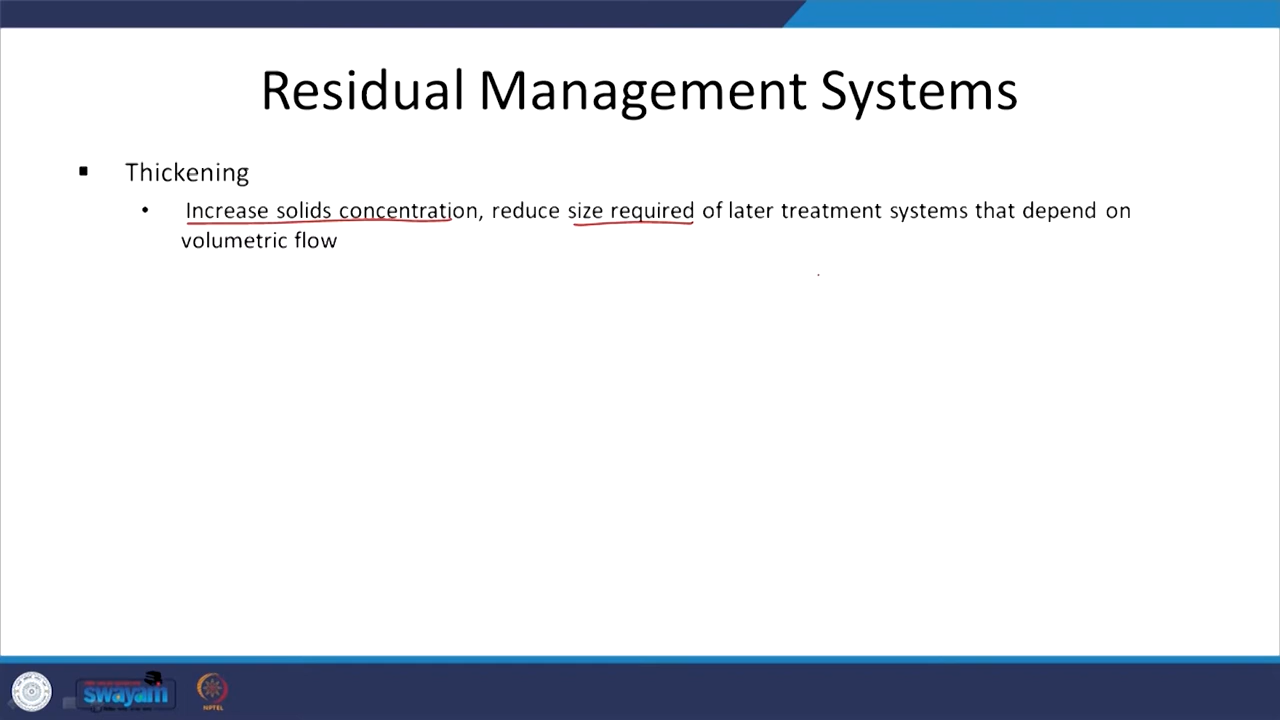 Residual Management Systems
▪ Thickening
• Increase solids concentration, reduce size required of later treatment systems that depend on
volumetric flow
swayam
NPTEL